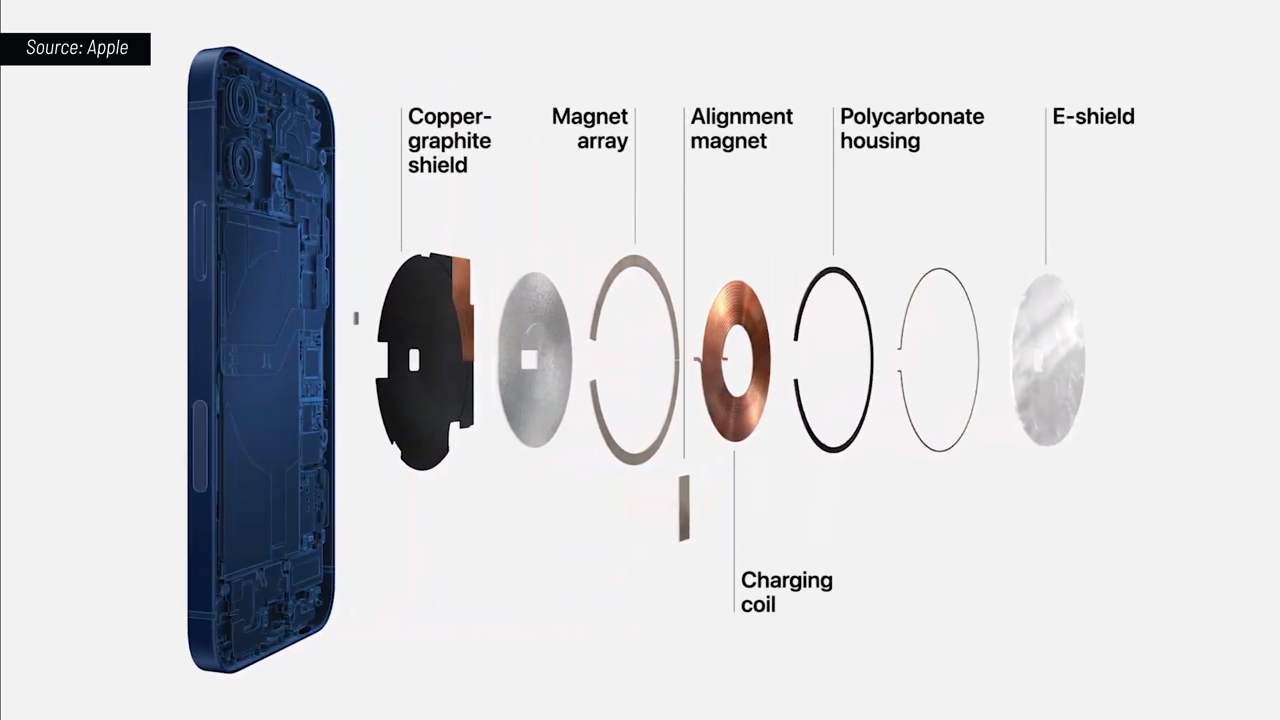 Source: Apple
Copper-
graphite
shield
Magnet
array
Alignment
magnet
Polycarbonate
housing
E-shield
Charging
coil